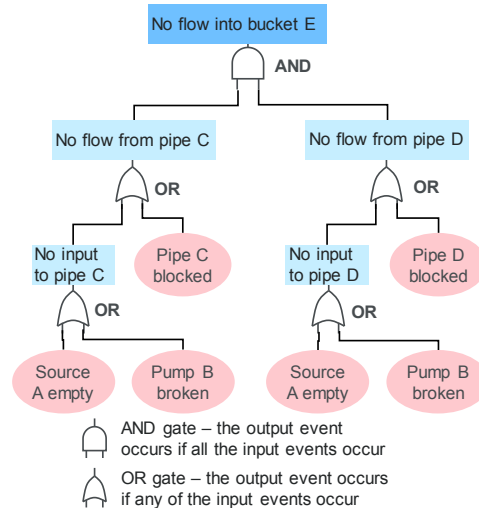 No flow into bucket E
AND
No flow from pipe C
No flow from pipe D
OR
OR
No input
to pipe C
Pipe C
blocked
No input
to pipe D
Pipe D
blocked
OR
OR
Source
A empty
Pump B
broken
Source
A empty
Pump B
broken
AND gate – the output event
occurs if all the input events occur
OR gate – the output event occurs
if any of the input events occur